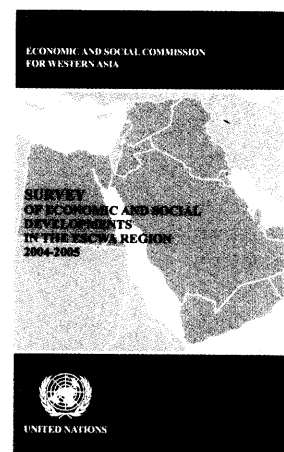 ECONOMIC AND SOCIAL COMMISSION
FOR WESTERN ASIA
SURVEY
OF ECONOMIC AND SOCIAL
DEVELOPMENTS
IN THE ESCWA REGION
2004-2005
UNITED NATIONS